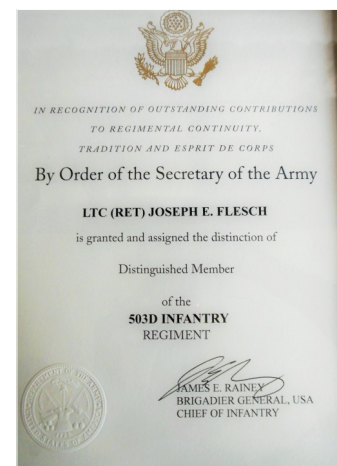 IN RECOGNITION OF OUTSTANDING CONTRIBUTIONS
TO REGIMENTAL CONTINUITY,
TRADITION AND ESPRIT DE CORPS
By Order of the Secretary of the Army
LTC (RET) JOSEPH E. FLESCH
is granted and assigned the distinction of
Distinguished Member
of the
503D INFANTRY
REGIMENT
JAMES E. RAINEY
BRIGADIER GENERAL, USA
CHIEF OF INFANTRY